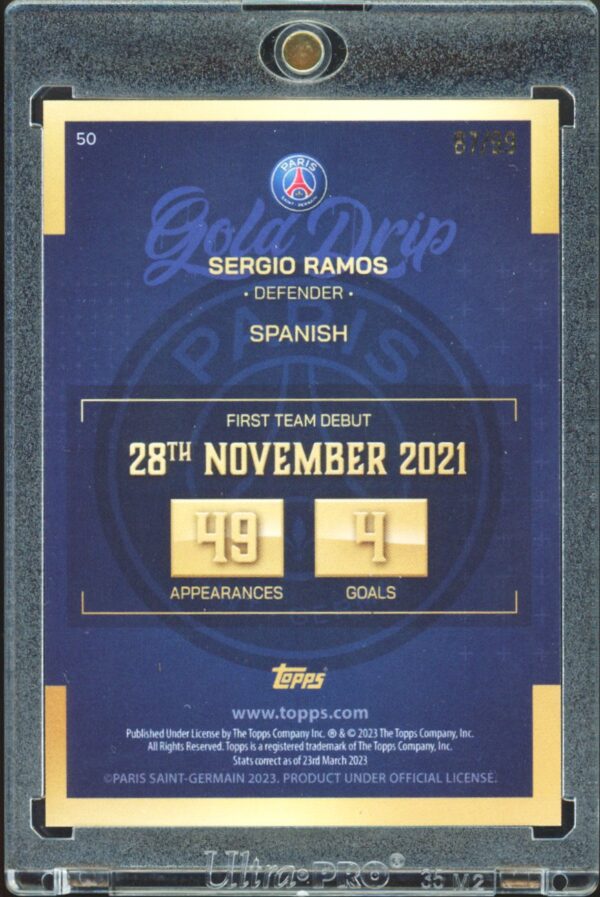 50
87/99
PARIS
SAINT-GERMAIN
Gold Drip
SERGIO RAMOS
• DEFENDER •
SPANISH
PARIS
FIRST TEAM DEBUT
28TH NOVEMBER 2021
49
4
APPEARANCES
GOALS
topps
www.topps.com
Published Under License by The Topps Company Inc. ® & © 2023 The Topps Company, Inc.
All Rights Reserved. Topps is a registered trademark of The Topps Company, Inc.
Stats correct as of 23rd March 2023
©PARIS SAINT-GERMAIN 2023. PRODUCT UNDER OFFICIAL LICENSE.
Ultra•PRO® 35 M2